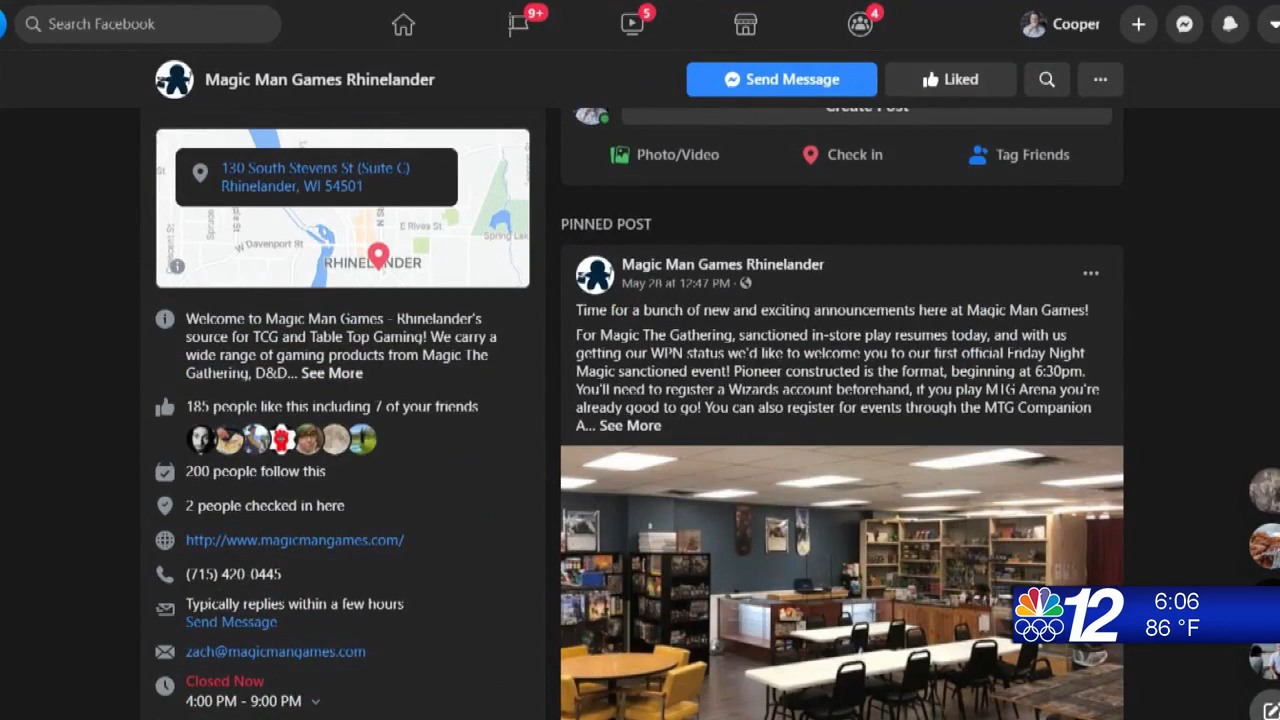 Search Facebook
9+
5
4
Cooper
Magic Man Games Rhinelander
Send Message
Liked
130 South Stevens St (Suite C)
Rhinelander, WI 54501
W Davenport St
E Rives St
N St
Spring Lake
RHINELANDER
Welcome to Magic Man Games - Rhinelander's
source for TCG and Table Top Gaming! We carry a
wide range of gaming products from Magic The
Gathering, D&D... See More
185 people like this including 7 of your friends
200 people follow this
2 people checked in here
http://www.magicmangames.com/
(715) 420-0445
Typically replies within a few hours
Send Message
zach@magicmangames.com
Closed Now
4:00 PM - 9:00 PM
Create Post
Photo/Video
Check in
Tag Friends
PINNED POST
Magic Man Games Rhinelander
May 28 at 12:47 PM ·
Time for a bunch of new and exciting announcements here at Magic Man Games!
For Magic The Gathering, sanctioned in-store play resumes today, and with us
getting our WPN status we'd like to welcome you to our first official Friday Night
Magic sanctioned event! Pioneer constructed is the format, beginning at 6:30pm.
You'll need to register a Wizards account beforehand, if you play MTG Arena you're
already good to go! You can also register for events through the MTG Companion
A... See More
12
6:06
86 °F